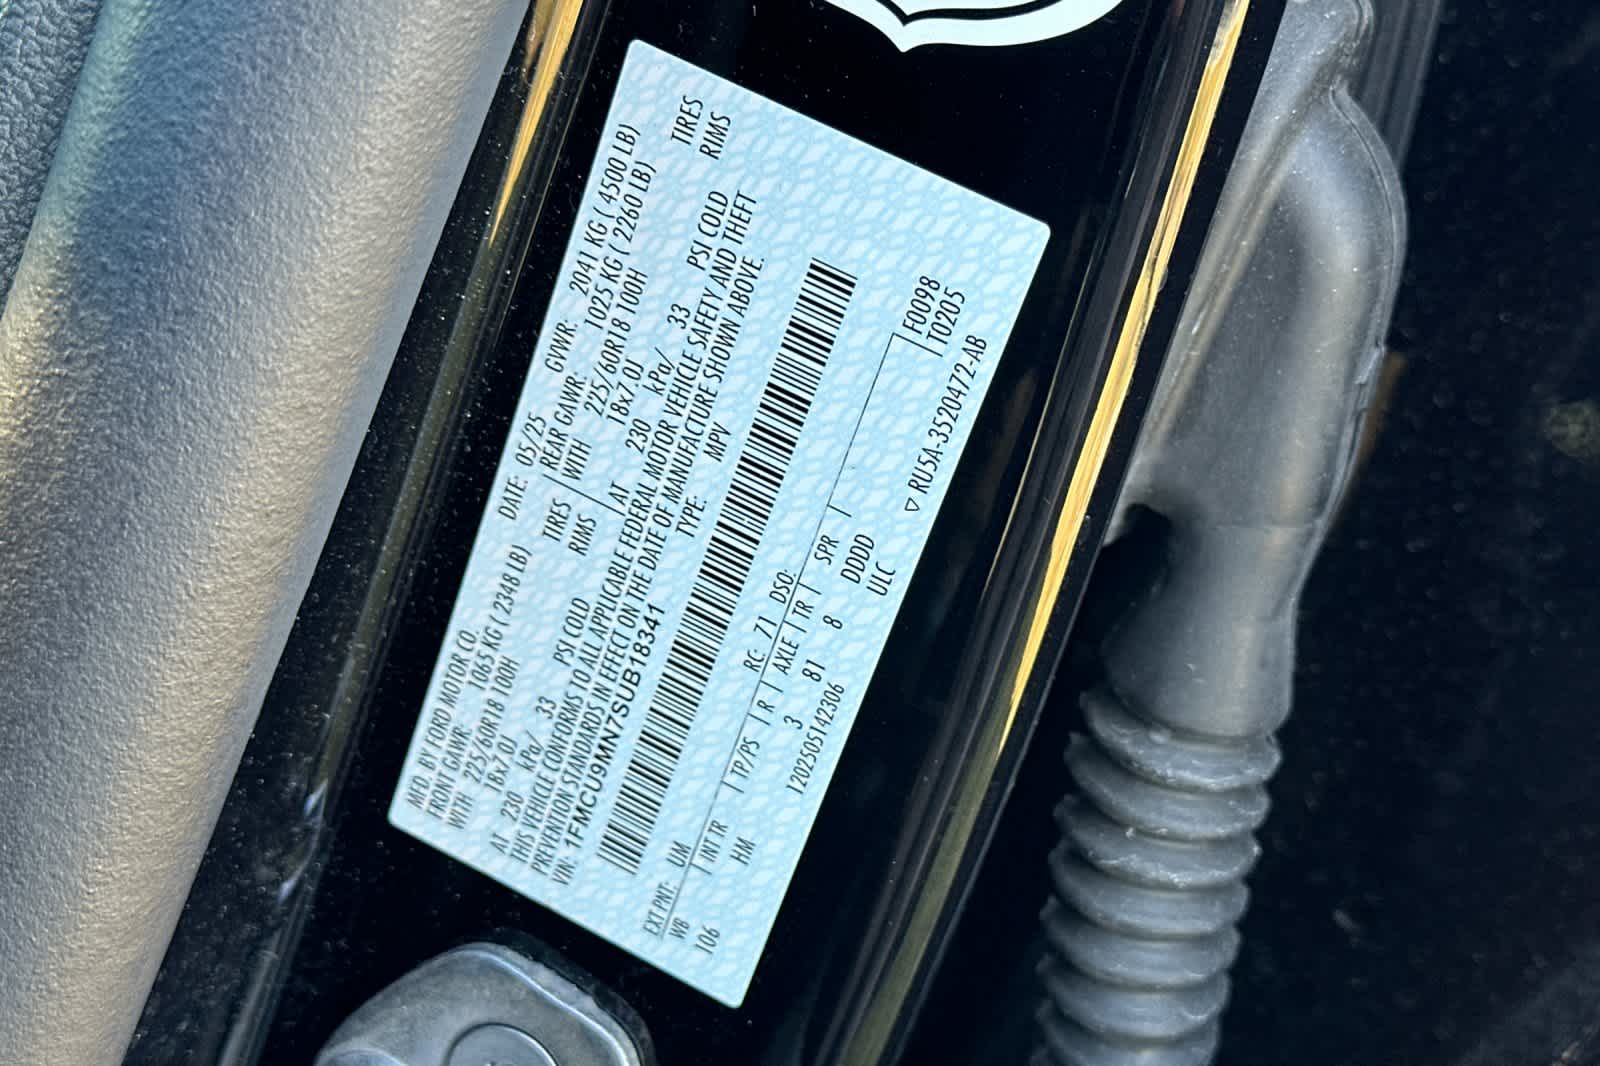 MFD. BY FORD MOTOR CO. DATE: 05/25 GVWR: 2041 KG ( 4500 LB)
FRONT GAWR: 1065 KG ( 2348 LB) REAR GAWR: 1025 KG ( 2260 LB)
WITH 225/60R18 100H TIRES WITH 225/60R18 100H TIRES
18x7.0J RIMS 18x7.0J RIMS
AT 230 kPa/ 33 PSI COLD AT 230 kPa/ 33 PSI COLD
THIS VEHICLE CONFORMS TO ALL APPLICABLE FEDERAL MOTOR VEHICLE SAFETY AND THEFT
PREVENTION STANDARDS IN EFFECT ON THE DATE OF MANUFACTURE SHOWN ABOVE.
VIN: 1FMCU9MN7SUB18341 TYPE: MPV
EXT PNT: UM RC: 71 DSO: F0098
WB INT TR TP/PS R AXLE TR SPR T0205
106 HM 3 81 8 DDDD
ULC ▽ RU5A-3520472-AB
1202505142306